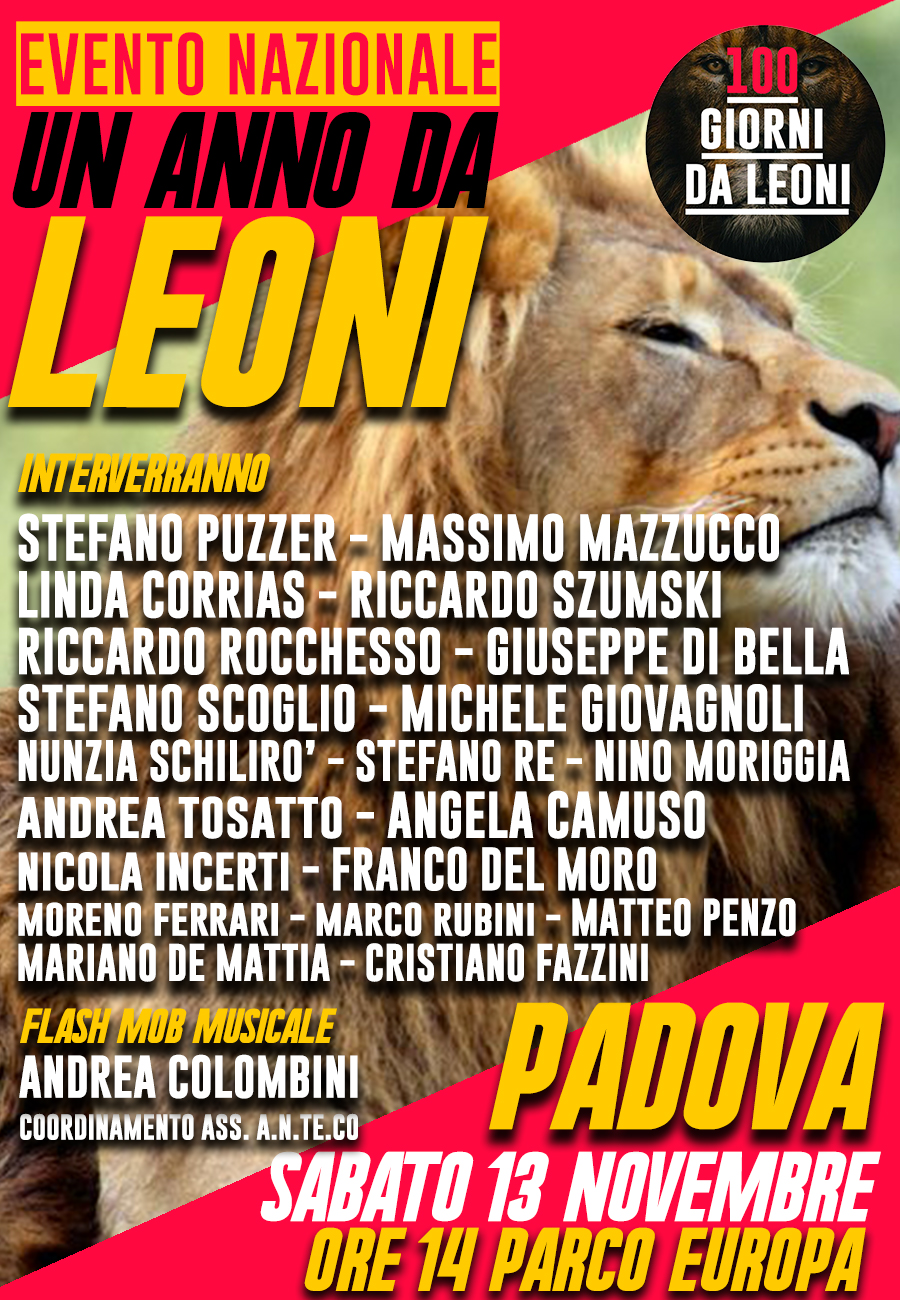 EVENTO NAZIONALE
UN ANNO DA
LEONI
100
GIORNI
DA LEONI
INTERVERRANNO
STEFANO PUZZER - MASSIMO MAZZUCCO
LINDA CORRIAS - RICCARDO SZUMSKI
RICCARDO ROCCHESSO - GIUSEPPE DI BELLA
STEFANO SCOGLIO - MICHELE GIOVAGNOLI
NUNZIA SCHILIRO' - STEFANO RE - NINO MORIGGIA
ANDREA TOSATTO - ANGELA CAMUSO
NICOLA INCERTI - FRANCO DEL MORO
MORENO FERRARI - MARCO RUBINI - MATTEO PENZO
MARIANO DE MATTIA - CRISTIANO FAZZINI
FLASH MOB MUSICALE
ANDREA COLOMBINI
COORDINAMENTO ASS. A.N.TE.CO
PADOVA
SABATO 13 NOVEMBRE
ORE 14 PARCO EUROPA